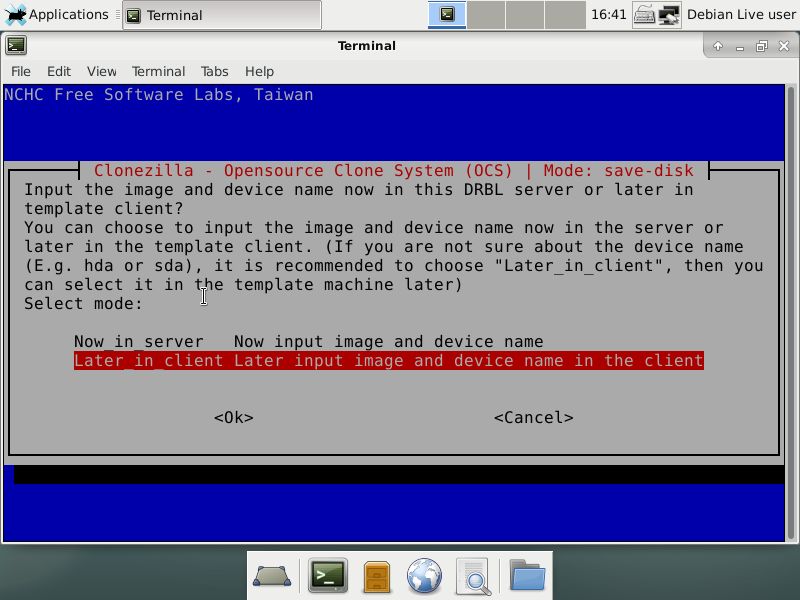 Applications
Terminal
16:41
Debian Live user
Terminal
File Edit View Terminal Tabs Help
NCHC Free Software Labs, Taiwan
Clonezilla - Opensource Clone System (OCS) | Mode: save-disk
Input the image and device name now in this DRBL server or later in
template client?
You can choose to input the image and device name now in the server or
later in the template client. (If you are not sure about the device name
(E.g. hda or sda), it is recommended to choose "Later_in_client", then you
can select it in the template machine later)
Select mode:
Now_in_server Now input image and device name
Later_in_client Later input image and device name in the client
<Ok> <Cancel>